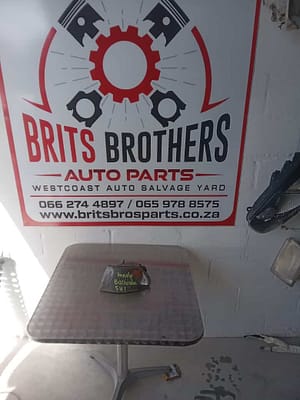 BRITS BROTHERS
AUTO PARTS
WESTCOAST AUTO SALVAGE YARD
066 274 4897 / 065 978 8575
www.britsbrosparts.co.za